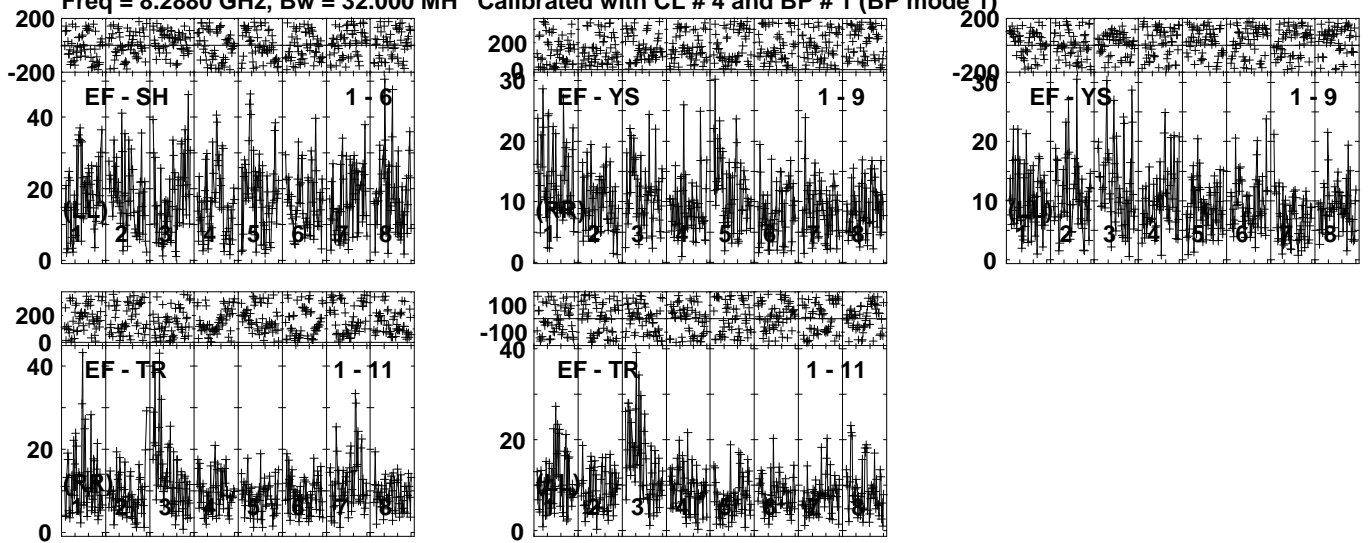 Freq = 8.2880 GHz, Bw = 32.000 MH Calibrated with CL # 4 and BP # 1 (BP mode 1)
200
-200
EF - SH 1 - 6
40
20
0
(LL)
1 2 3 4 5 6 7 8
200
0
30
EF - YS 1 - 9
20
10
0
(RR)
1 2 3 4 5 6 7 8
200
-200
30
EF - YS 1 - 9
20
10
0
(LL)
1 2 3 4 5 6 7 8
200
0
40
EF - TR 1 - 11
20
0
(RR)
1 2 3 4 5 6 7 8
100
-100
40
EF - TR 1 - 11
20
0
(LL)
1 2 3 4 5 6 7 8